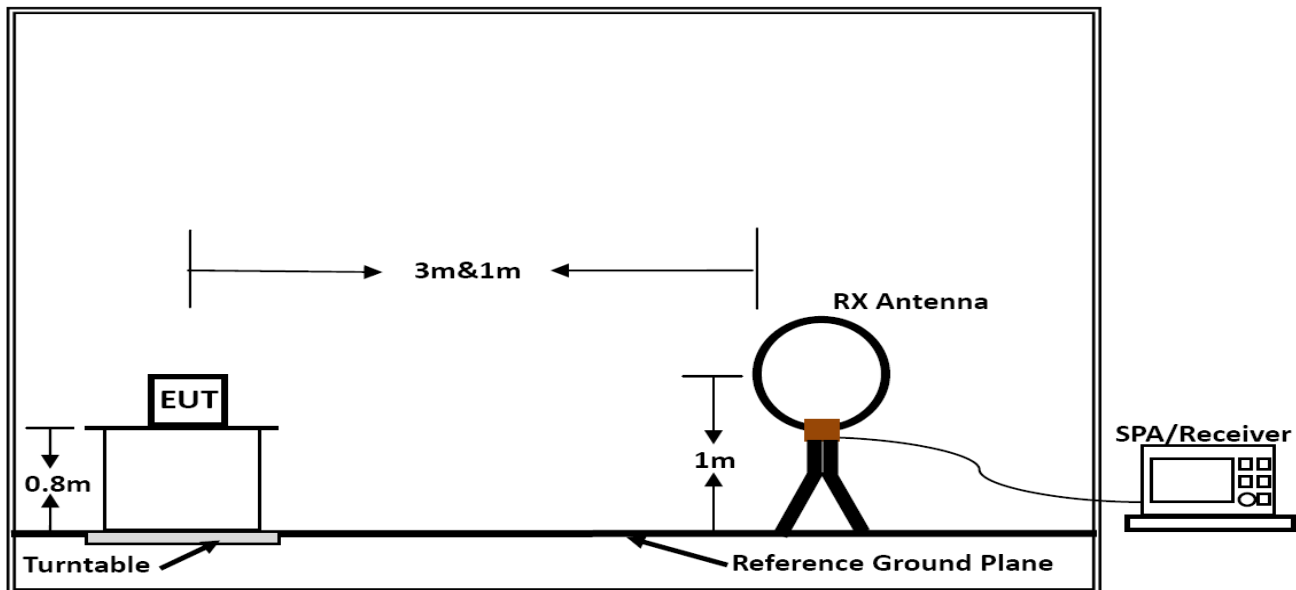 3m&1m
RX Antenna
EUT
SPA/Receiver
1m
0.8m
Turntable
Reference Ground Plane